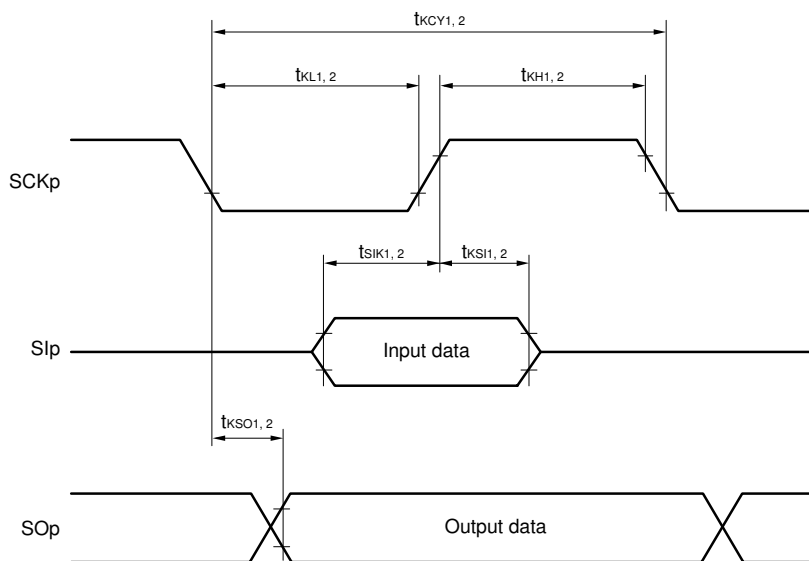 tKCY1, 2
tKL1, 2
tKH1, 2
SCKp
tSIK1, 2
tKSI1, 2
SIp
Input data
tKSO1, 2
SOp
Output data